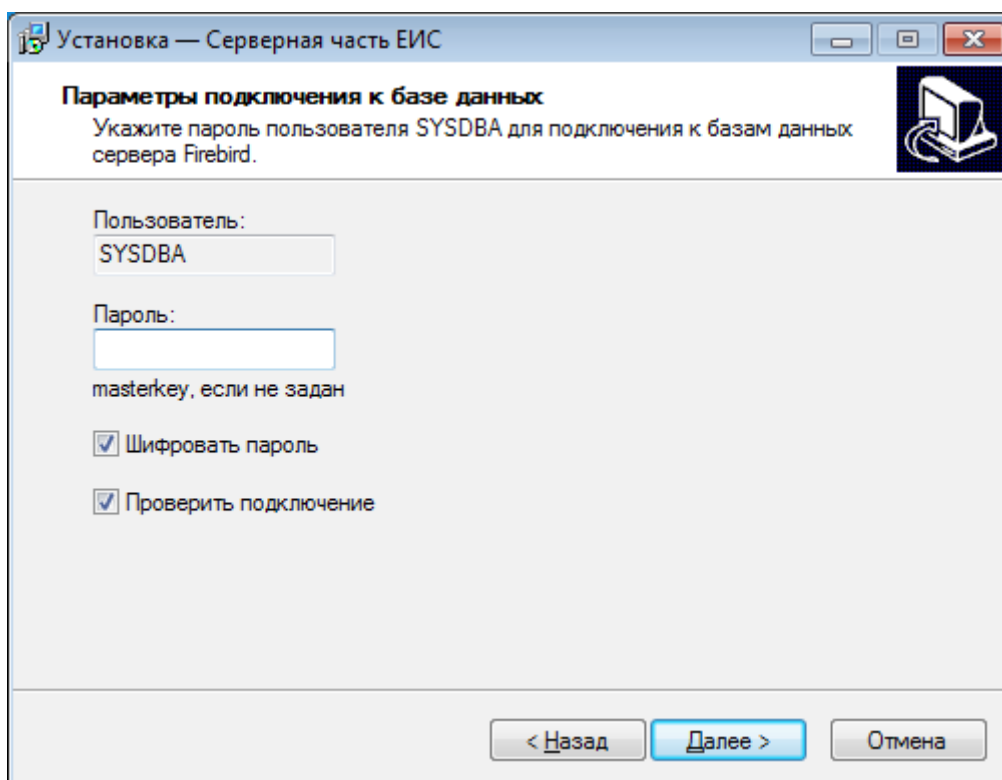 Установка — Серверная часть ЕИС
Параметры подключения к базе данных
Укажите пароль пользователя SYSDBA для подключения к базам данных
сервера Firebird.
Пользователь:
SYSDBA
Пароль:
masterkey, если не задан
Шифровать пароль
Проверить подключение
< Назад Далее > Отмена